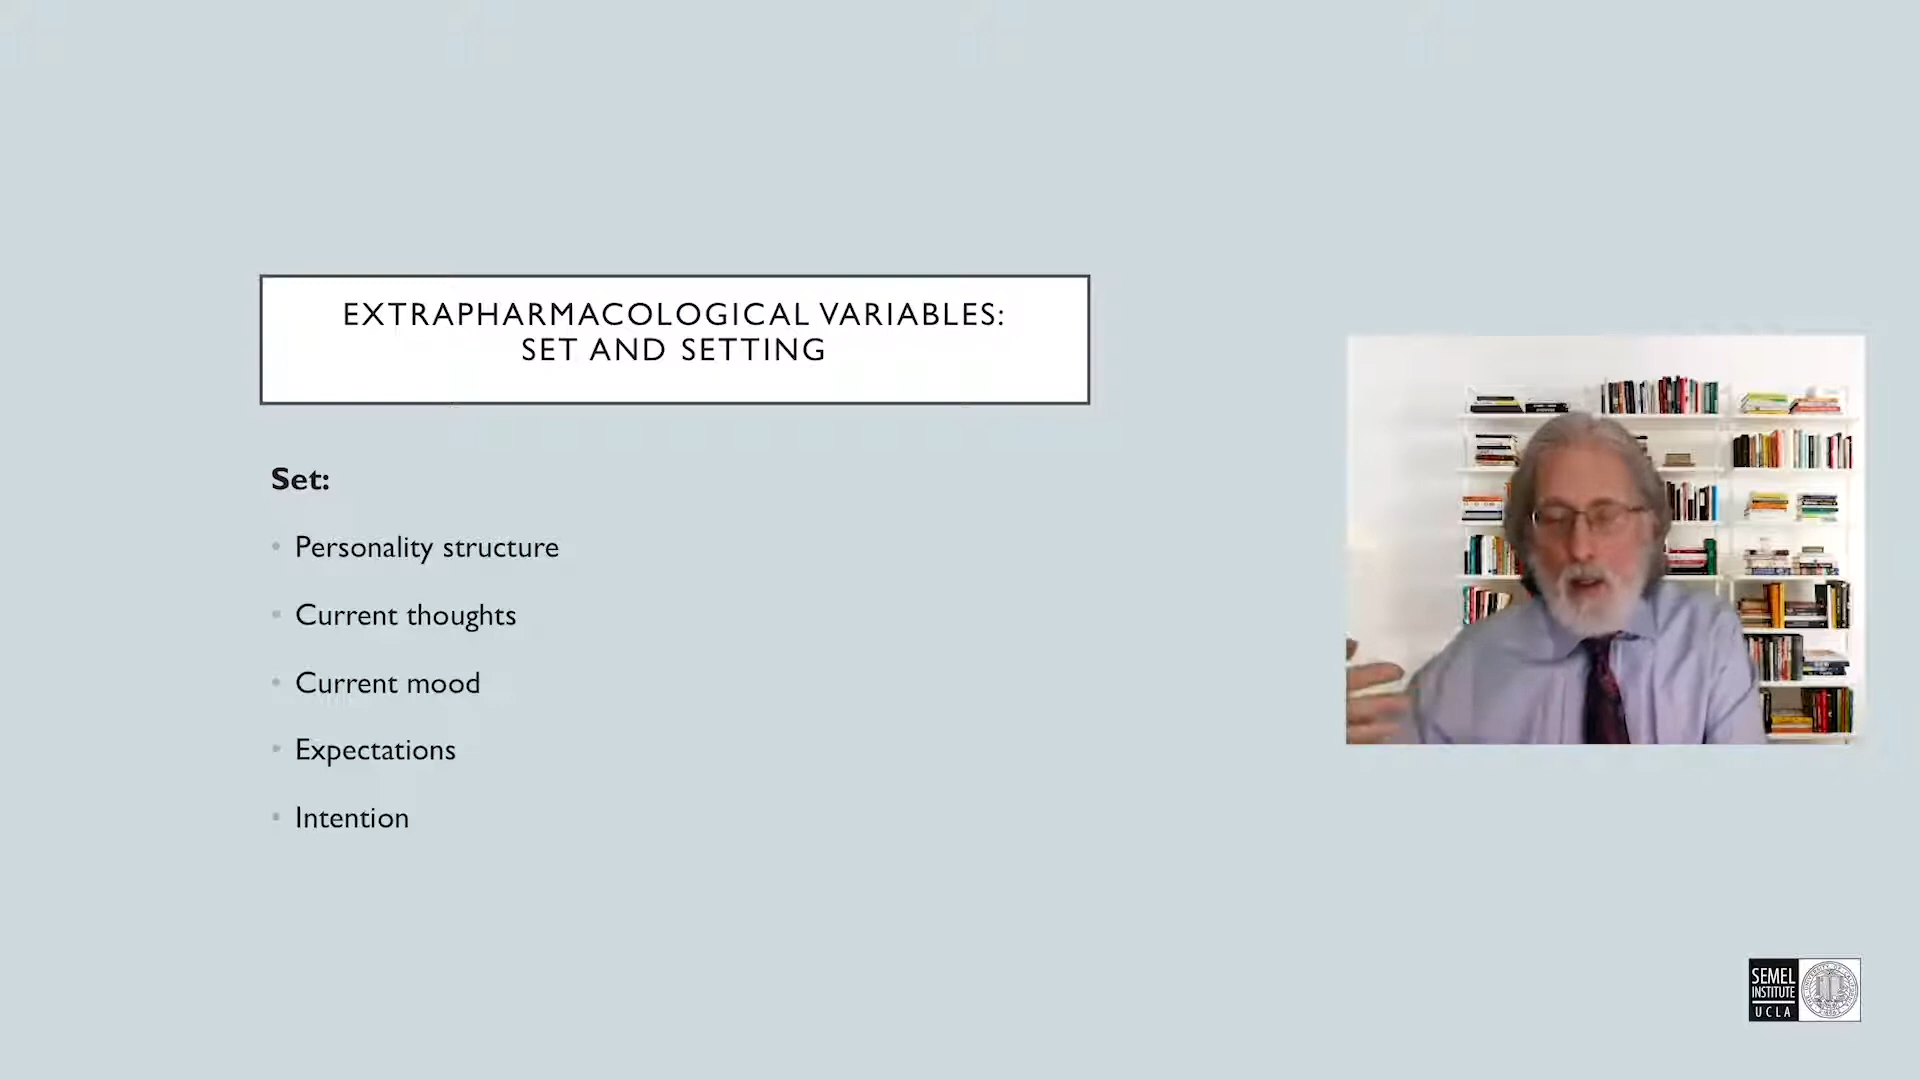 EXTRAPHARMACOLOGICAL VARIABLES:
SET AND SETTING
Set:
Personality structure
Current thoughts
Current mood
Expectations
Intention
SEMEL
INSTITUTE
UCLA